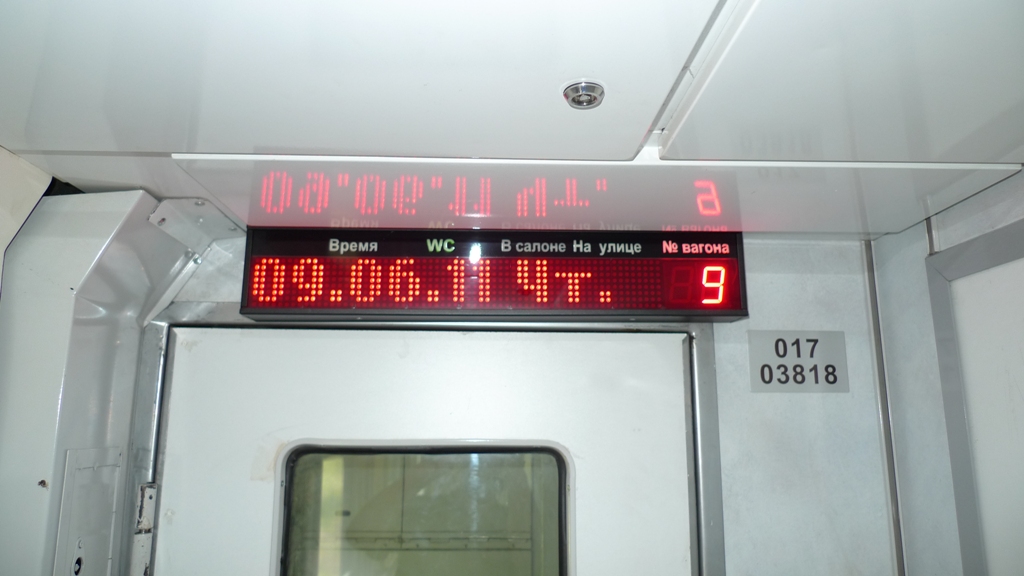 Время WC В салоне На улице № вагона
09.06.11 Чт. 9
017
03818